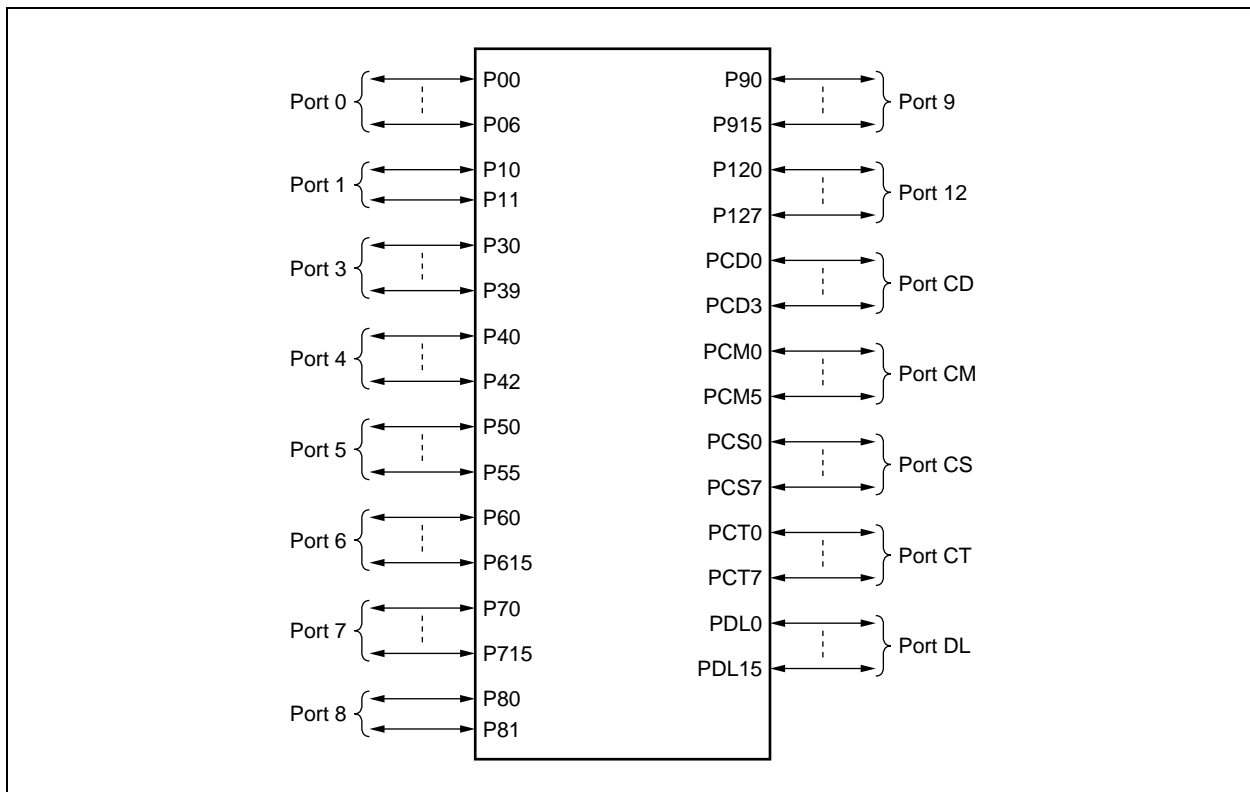 Port 0
P00
P06
Port 1
P10
P11
Port 3
P30
P39
Port 4
P40
P42
Port 5
P50
P55
Port 6
P60
P615
Port 7
P70
P715
Port 8
P80
P81
P90
P915
Port 9
P120
P127
Port 12
PCD0
PCD3
Port CD
PCM0
PCM5
Port CM
PCS0
PCS7
Port CS
PCT0
PCT7
Port CT
PDL0
PDL15
Port DL